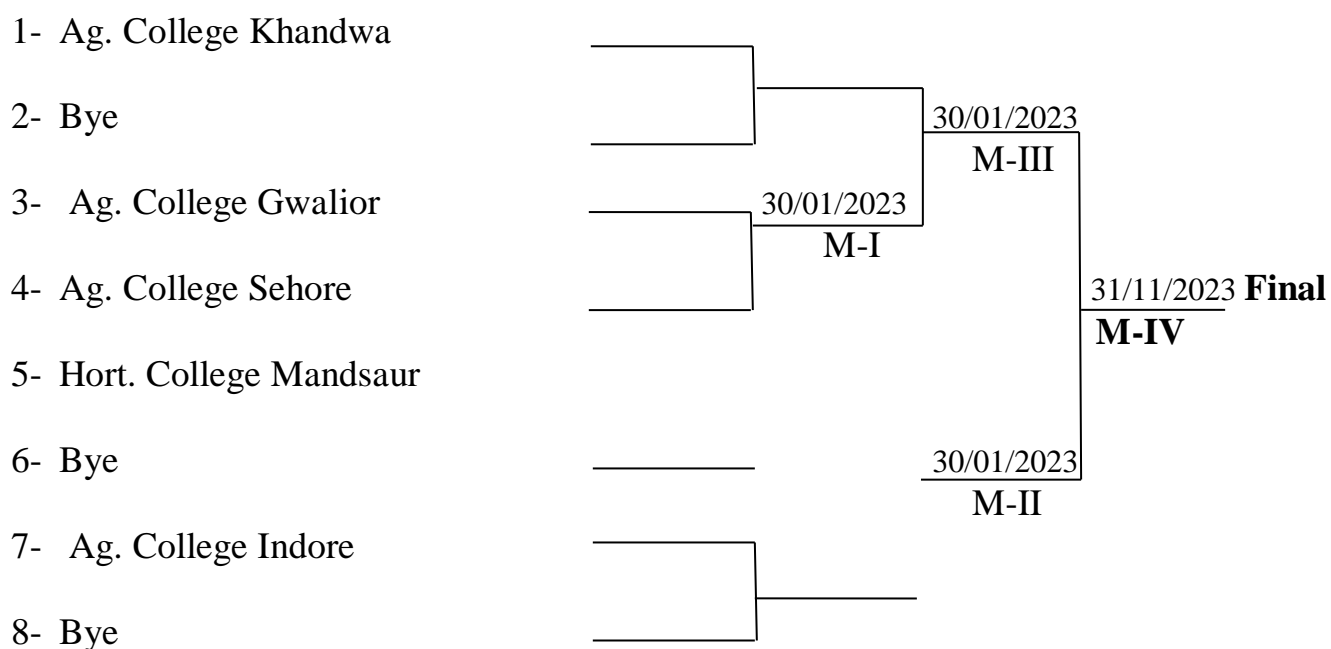 1- Ag. College Khandwa
2- Bye
30/01/2023
M-III
3- Ag. College Gwalior
30/01/2023
M-I
4- Ag. College Sehore
31/11/2023 Final
M-IV
5- Hort. College Mandsaur
6- Bye
30/01/2023
M-II
7- Ag. College Indore
8- Bye